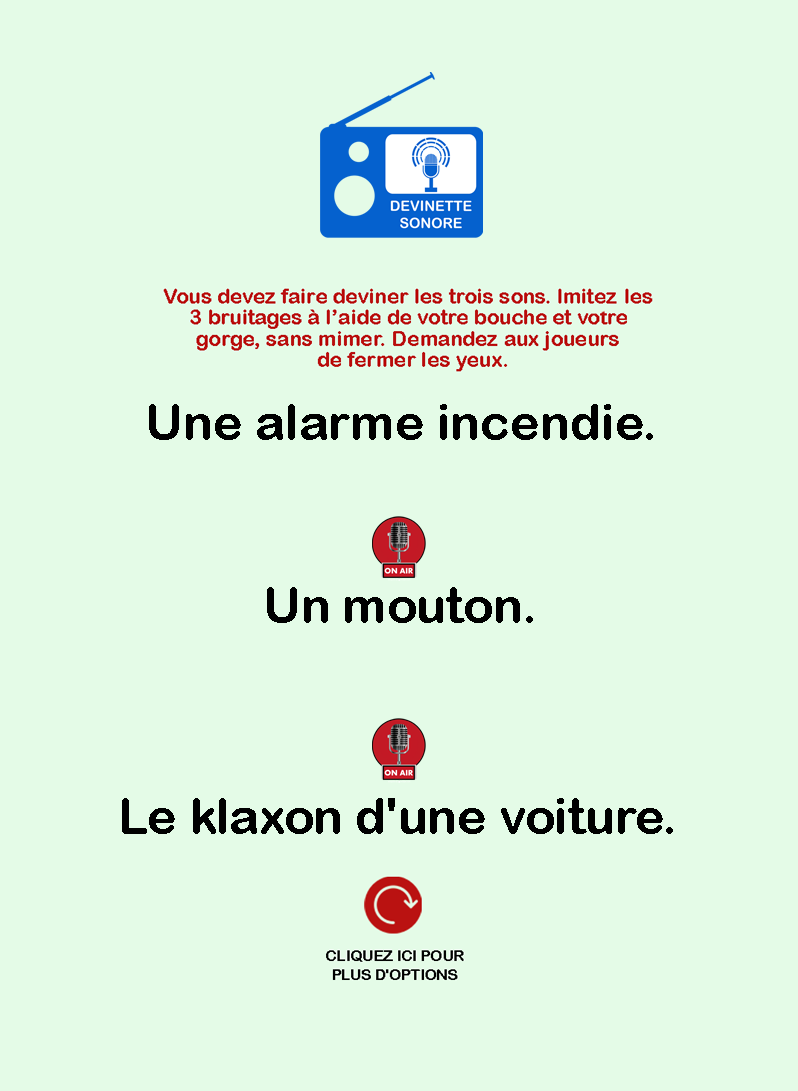 DEVINETTE
SONORE
Vous devez faire deviner les trois sons. Imitez les
3 bruitages à l’aide de votre bouche et votre
gorge, sans mimer. Demandez aux joueurs
de fermer les yeux.
Une alarme incendie.
ON AIR
Un mouton.
ON AIR
Le klaxon d'une voiture.
CLIQUEZ ICI POUR
PLUS D'OPTIONS